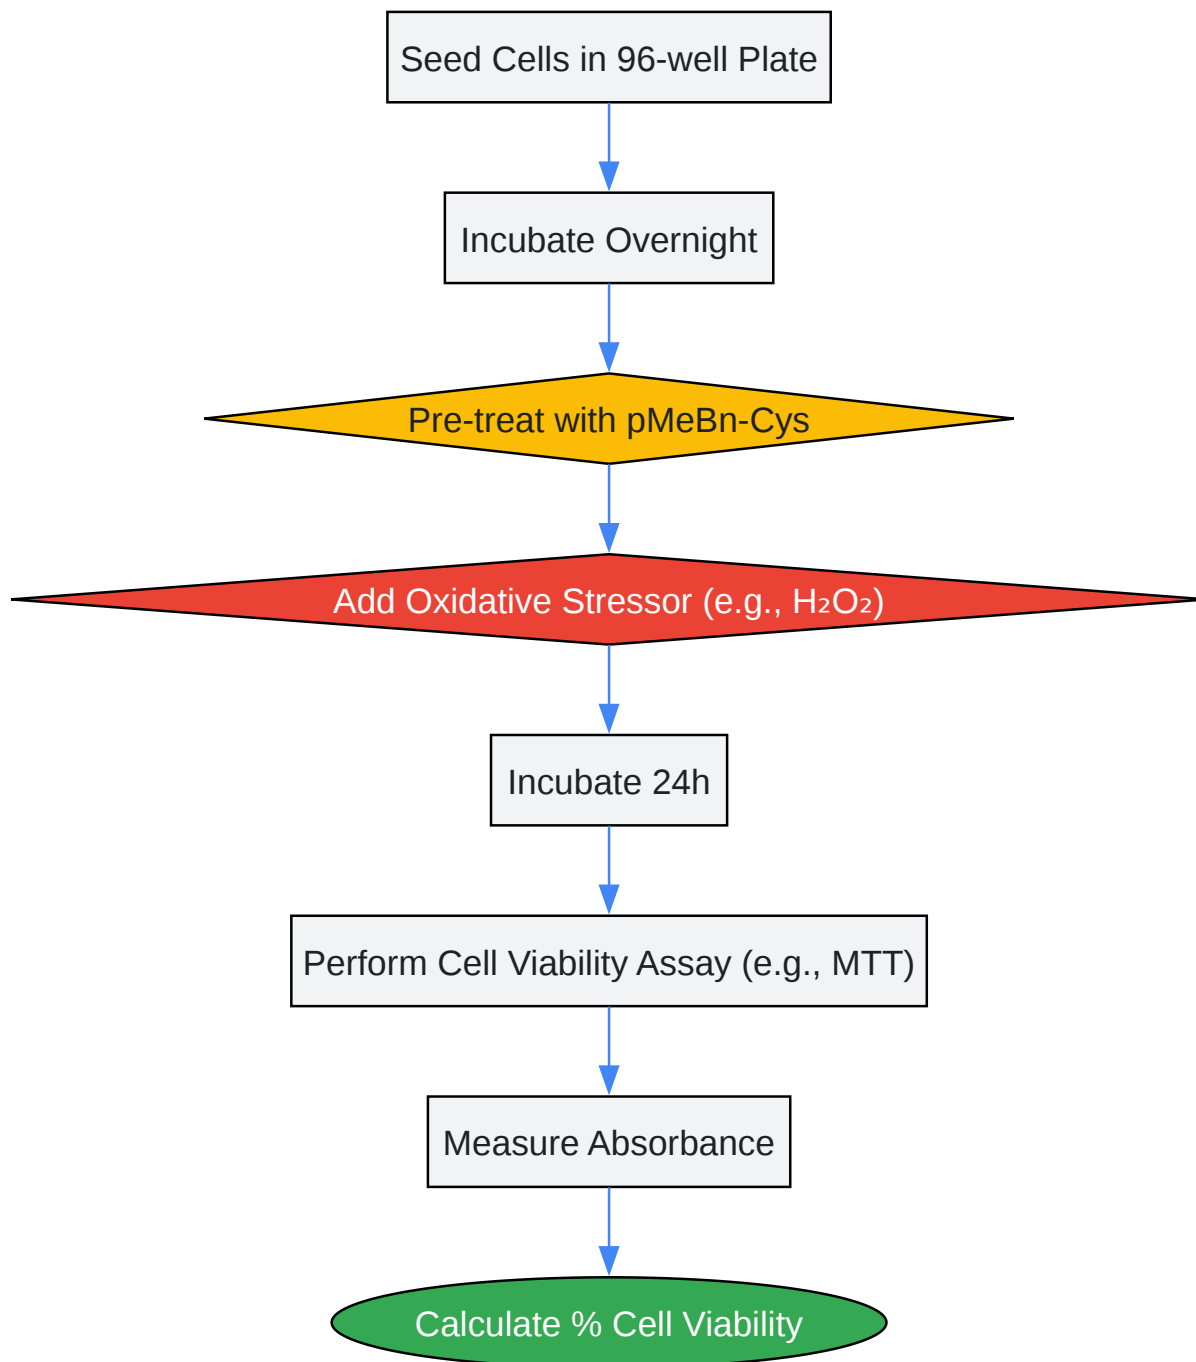 Seed Cells in 96-well Plate
Incubate Overnight
Pre-treat with pMeBn-Cys
Add Oxidative Stressor (e.g., H₂O₂)
Incubate 24h
Perform Cell Viability Assay (e.g., MTT)
Measure Absorbance
Calculate % Cell Viability